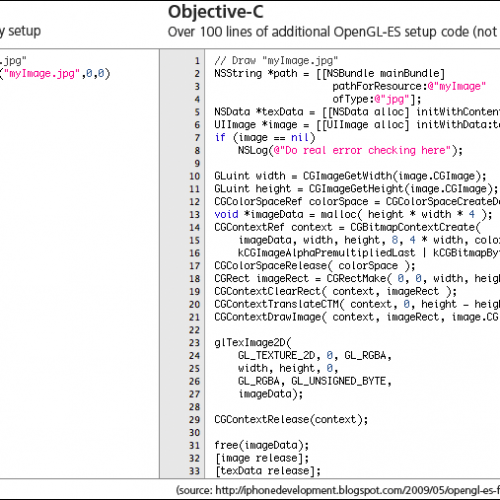 Objective-C
y setup
Over 100 lines of additional OpenGL-ES setup code (not
.jpg"
("myImage.jpg",0,0)
1 // Draw "myImage.jpg"
2 NSString *path = [[NSBundle mainBundle]
3 pathForResource:@"myImage"
4 ofType:@"jpg"];
5 NSData *texData = [[NSData alloc] initWithConten
6 UIImage *image = [[UIImage alloc] initWithData:te
7 if (image == nil)
8 NSLog(@"Do real error checking here");
9
10 GLuint width = CGImageGetWidth(image.CGImage);
11 GLuint height = CGImageGetHeight(image.CGImage);
12 CGColorSpaceRef colorSpace = CGColorSpaceCreateDe
13 void *imageData = malloc( height * width * 4 );
14 CGContextRef context = CGBitmapContextCreate(
15 imageData, width, height, 8, 4 * width, colo
16 kCGImageAlphaPremultipliedLast | kCGBitmapBy
17 CGColorSpaceRelease( colorSpace );
18 CGRect imageRect = CGRectMake( 0, 0, width, heigh
19 CGContextClearRect( context, imageRect );
20 CGContextTranslateCTM( context, 0, height - heigh
21 CGContextDrawImage( context, imageRect, image.CG
22
23 glTexImage2D(
24 GL_TEXTURE_2D, 0, GL_RGBA,
25 width, height, 0,
26 GL_RGBA, GL_UNSIGNED_BYTE,
27 imageData);
28
29 CGContextRelease(context);
30
31 free(imageData);
32 [image release];
33 [texData release];
(source: http://iphonedevelopment.blogspot.com/2009/05/opengl-es-f